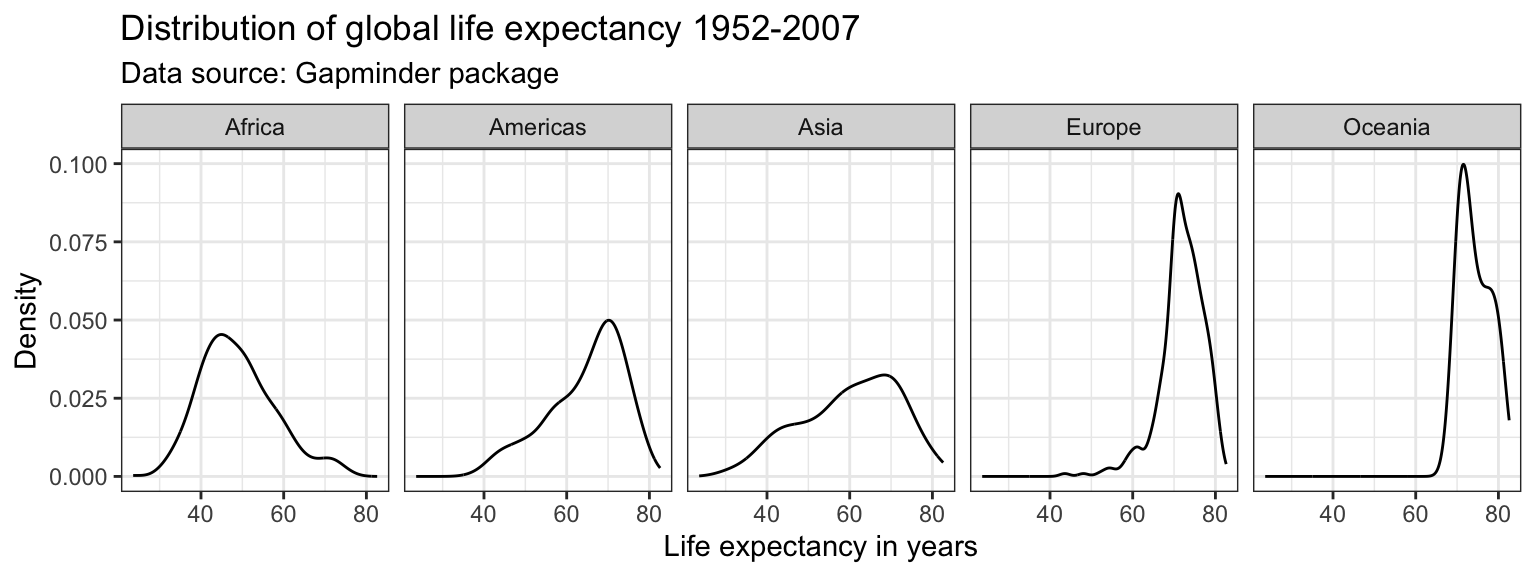 Distribution of global life expectancy 1952-2007
Data source: Gapminder package
Africa Americas Asia Europe Oceania
0.100
0.075
0.050
0.025
0.000
Density
40 60 80 40 60 80 40 60 80 40 60 80 40 60 80
Life expectancy in years